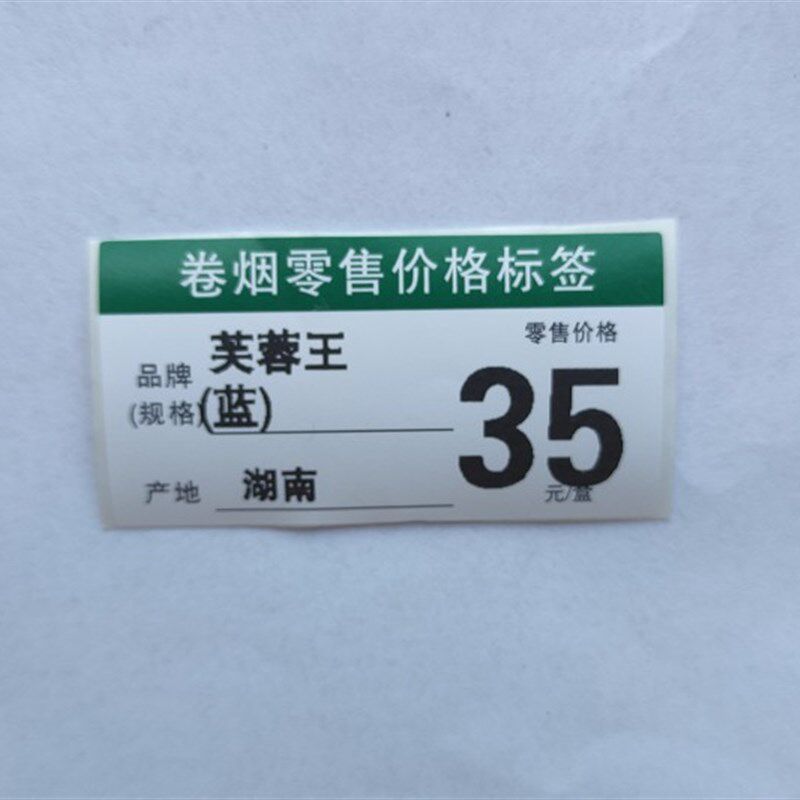 卷烟零售价格标签
零售价格
芙蓉王
品牌
(规格)(蓝)
35
产地 湖南
元/盒